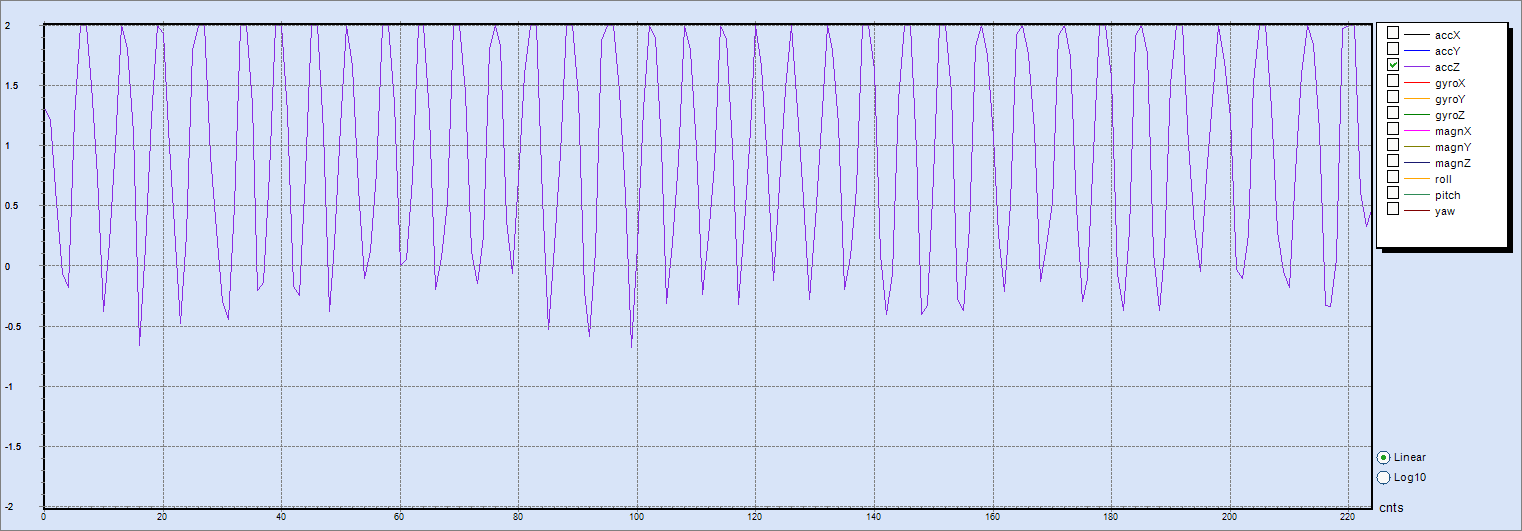 2
1.5
1
0.5
0
-0.5
-1
-1.5
-2
0 20 40 60 80 100 120 140 160 180 200 220
accX
accY
accZ
gyroX
gyroY
gyroZ
magnX
magnY
magnZ
roll
pitch
yaw
Linear
Log10
cnts